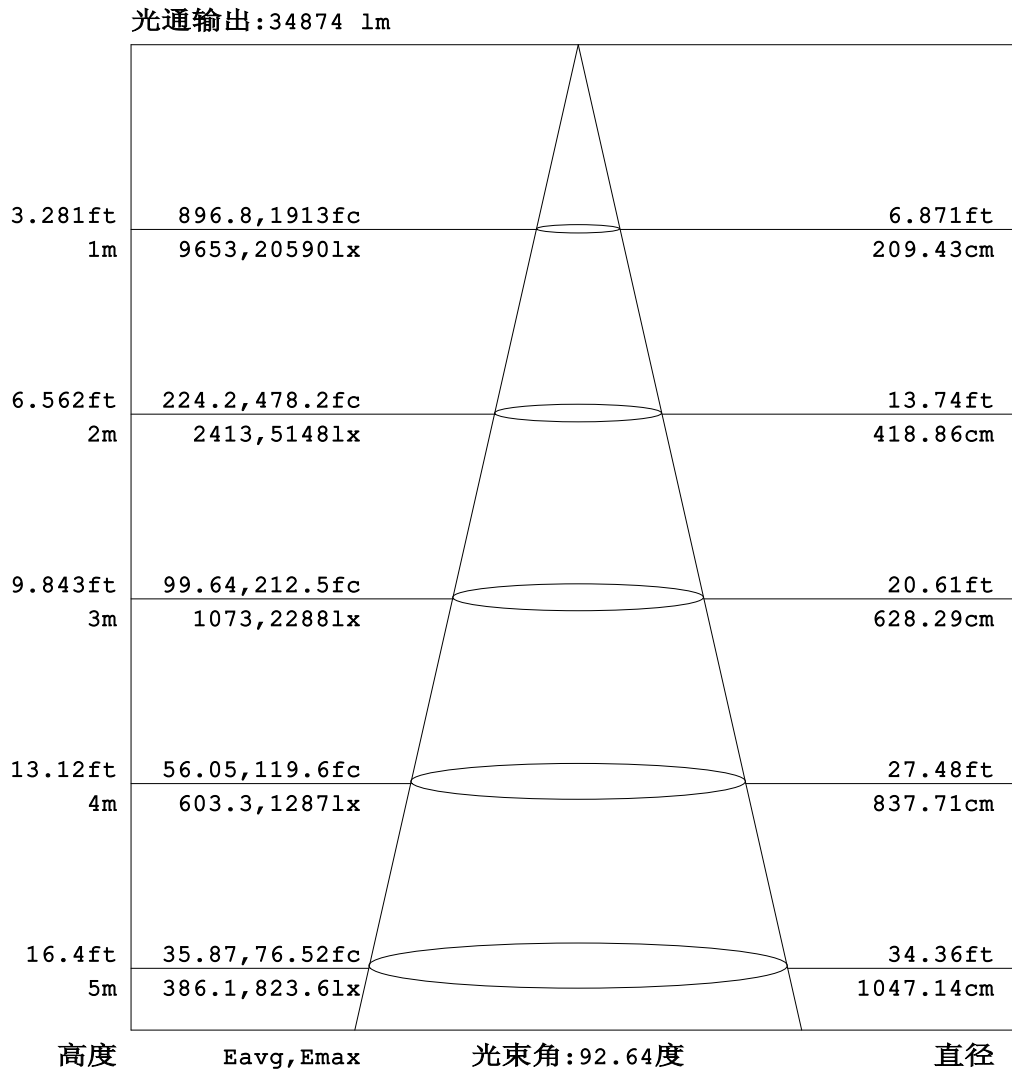 光通输出:34874 lm
3.281ft 896.8,1913fc 6.871ft
1m 9653,20590lx 209.43cm
6.562ft 224.2,478.2fc 13.74ft
2m 2413,5148lx 418.86cm
9.843ft 99.64,212.5fc 20.61ft
3m 1073,2288lx 628.29cm
13.12ft 56.05,119.6fc 27.48ft
4m 603.3,1287lx 837.71cm
16.4ft 35.87,76.52fc 34.36ft
5m 386.1,823.6lx 1047.14cm
高度 Eavg,Emax 光束角:92.64度 直径